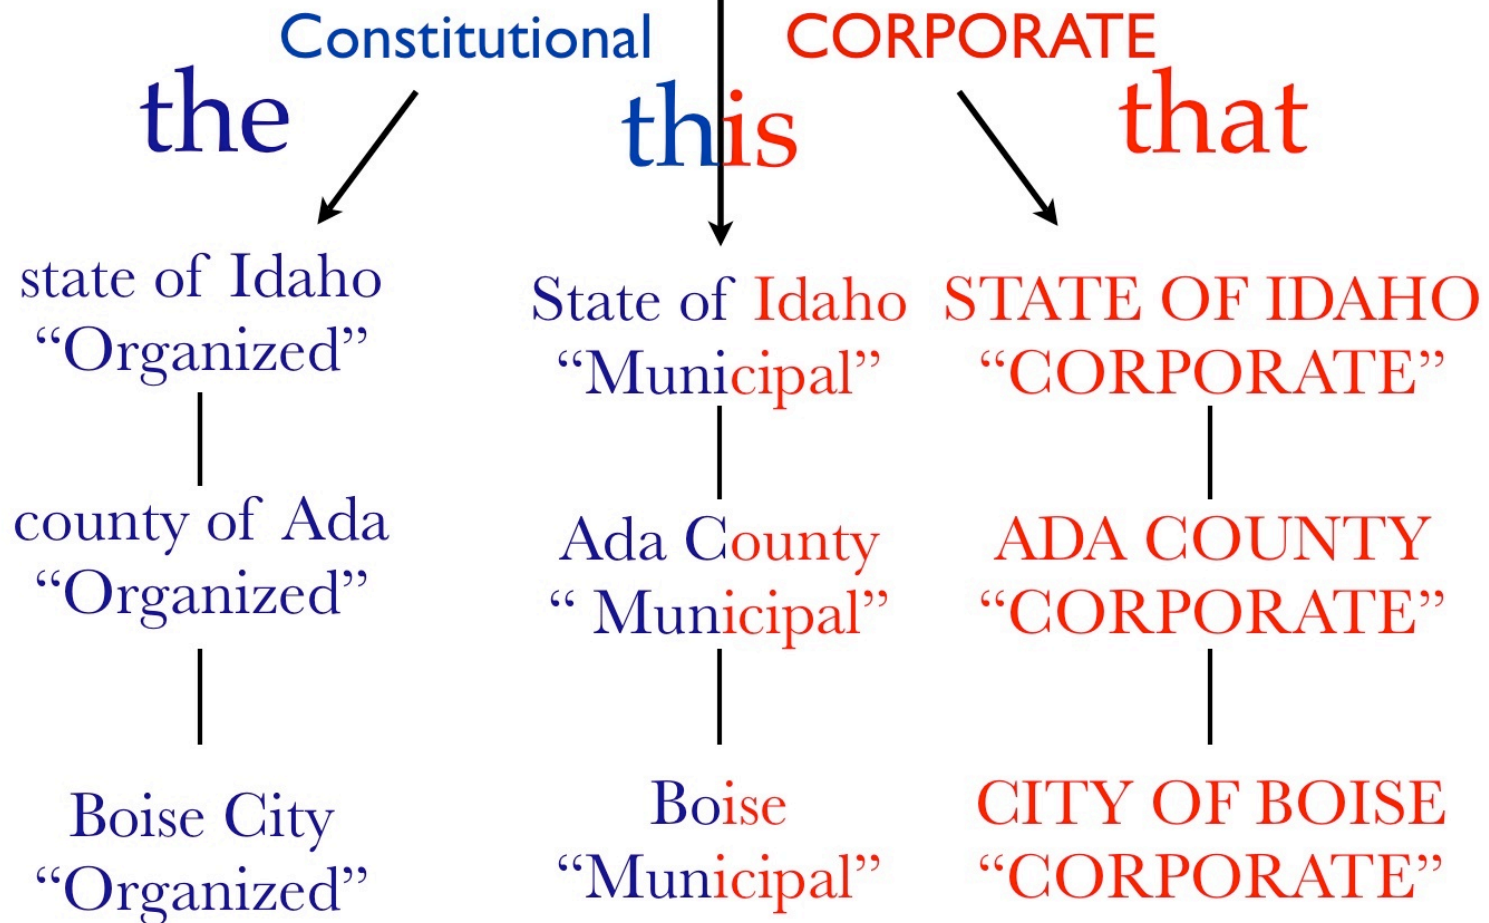 Constitutional CORPORATE
the this that
state of Idaho
“Organized”
State of Idaho
“Municipal”
STATE OF IDAHO
“CORPORATE”
county of Ada
“Organized”
Ada County
“ Municipal”
ADA COUNTY
“CORPORATE”
Boise City
“Organized”
Boise
“Municipal”
CITY OF BOISE
“CORPORATE”